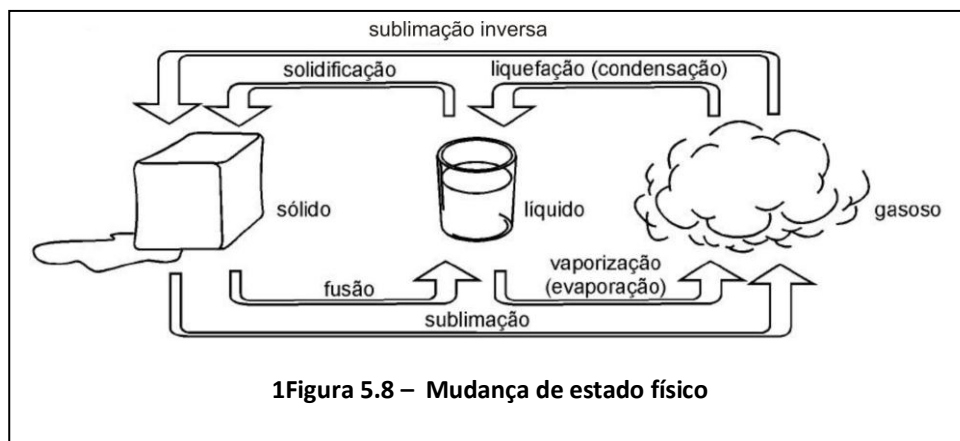 sublimação inversa
solidificação
liquefação (condensação)
sólido
líquido
gasoso
fusão
vaporização
(evaporação)
sublimação
1Figura 5.8 – Mudança de estado físico